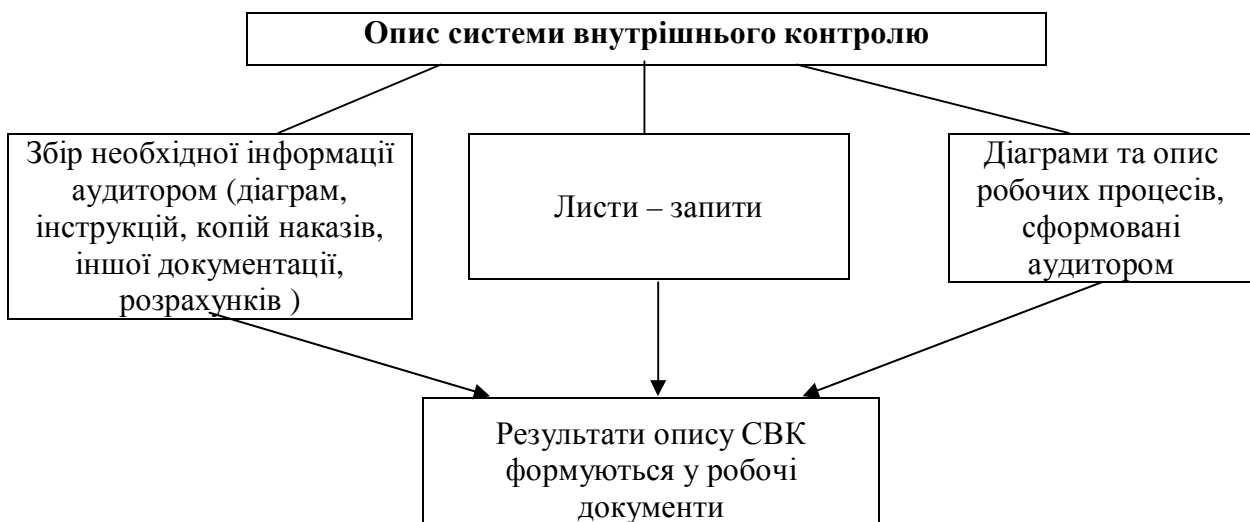 Опис системи внутрішнього контролю
Збір необхідної інформації
аудитором (діаграм,
інструкцій, копій наказів,
іншої документації,
розрахунків )
Листи – запити
Діаграми та опис
робочих процесів,
сформовані
аудитором
Результати опису СВК
формуються у робочі
документи